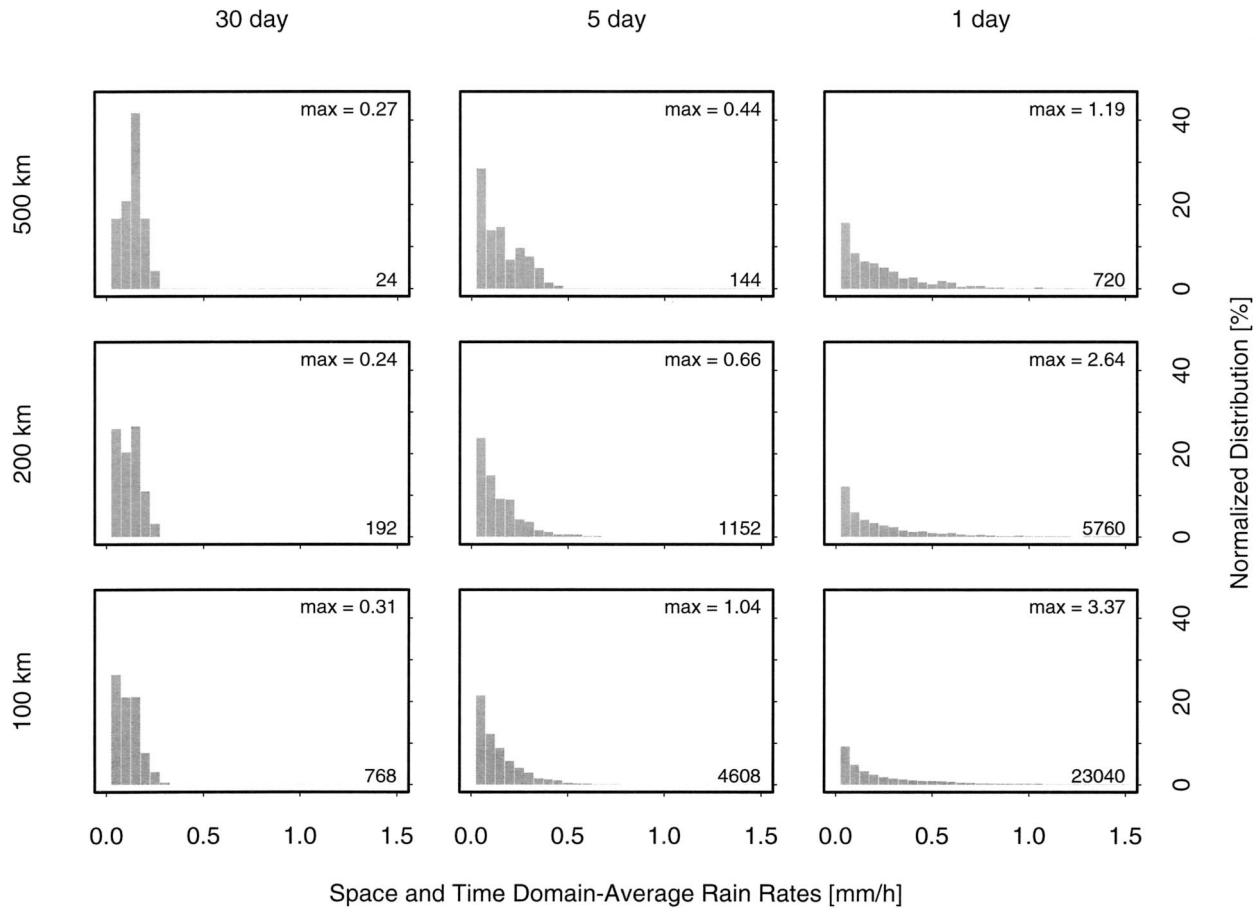 30 day 5 day 1 day
500 km
max = 0.27
24
max = 0.44
144
max = 1.19
720
40
20
0
0.0 0.5 1.0 1.5
0.0 0.5 1.0 1.5
0.0 0.5 1.0 1.5
200 km
max = 0.24
192
max = 0.66
1152
max = 2.64
5760
40
20
0
100 km
max = 0.31
768
max = 1.04
4608
max = 3.37
23040
40
20
0
Normalized Distribution [%]
Space and Time Domain-Average Rain Rates [mm/h]